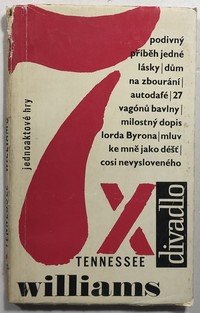 podivný
příběh jedné
lásky | dům
na zbourání |
autodafé | 27
vagónů bavlny |
milostný dopis
lorda Byrona | mluv
ke mně jako déšť |
cosi nevysloveného
jednoaktové hry
7 X
divadlo
TENNESSEE
williams